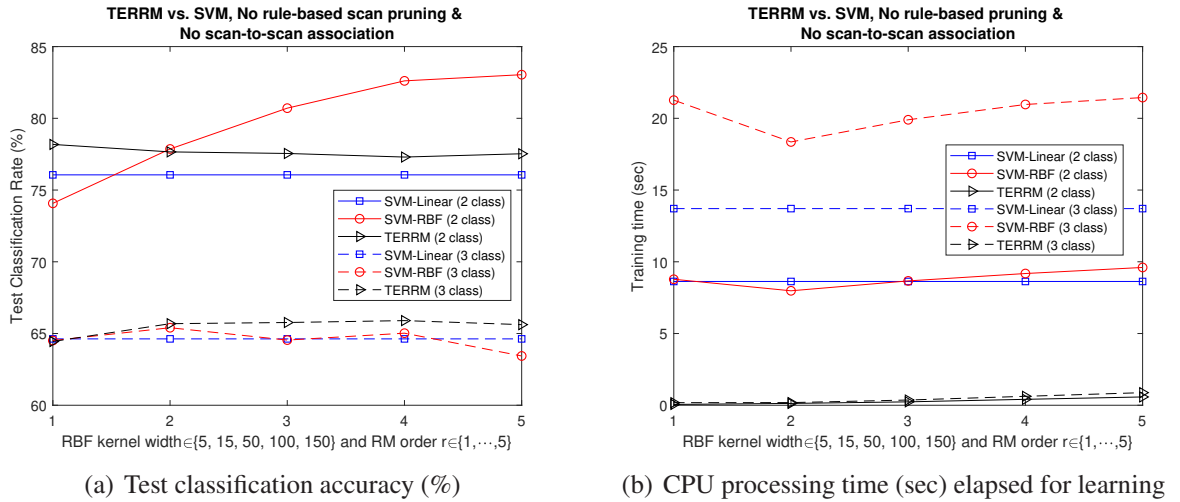 TERRM vs. SVM, No rule-based scan pruning &
No scan-to-scan association
85
80
75
70
65
60
Test Classification Rate (%)
SVM-Linear (2 class)
SVM-RBF (2 class)
TERRM (2 class)
SVM-Linear (3 class)
SVM-RBF (3 class)
TERRM (3 class)
1 2 3 4 5
RBF kernel width∈{5, 15, 50, 100, 150} and RM order r∈{1,⋯,5}
(a) Test classification accuracy (%)
TERRM vs. SVM, No rule-based pruning &
No scan-to-scan association
25
20
15
10
5
0
Training time (sec)
SVM-Linear (2 class)
SVM-RBF (2 class)
TERRM (2 class)
SVM-Linear (3 class)
SVM-RBF (3 class)
TERRM (3 class)
1 2 3 4 5
RBF kernel width∈{5, 15, 50, 100, 150} and RM order r∈{1,⋯,5}
(b) CPU processing time (sec) elapsed for learning